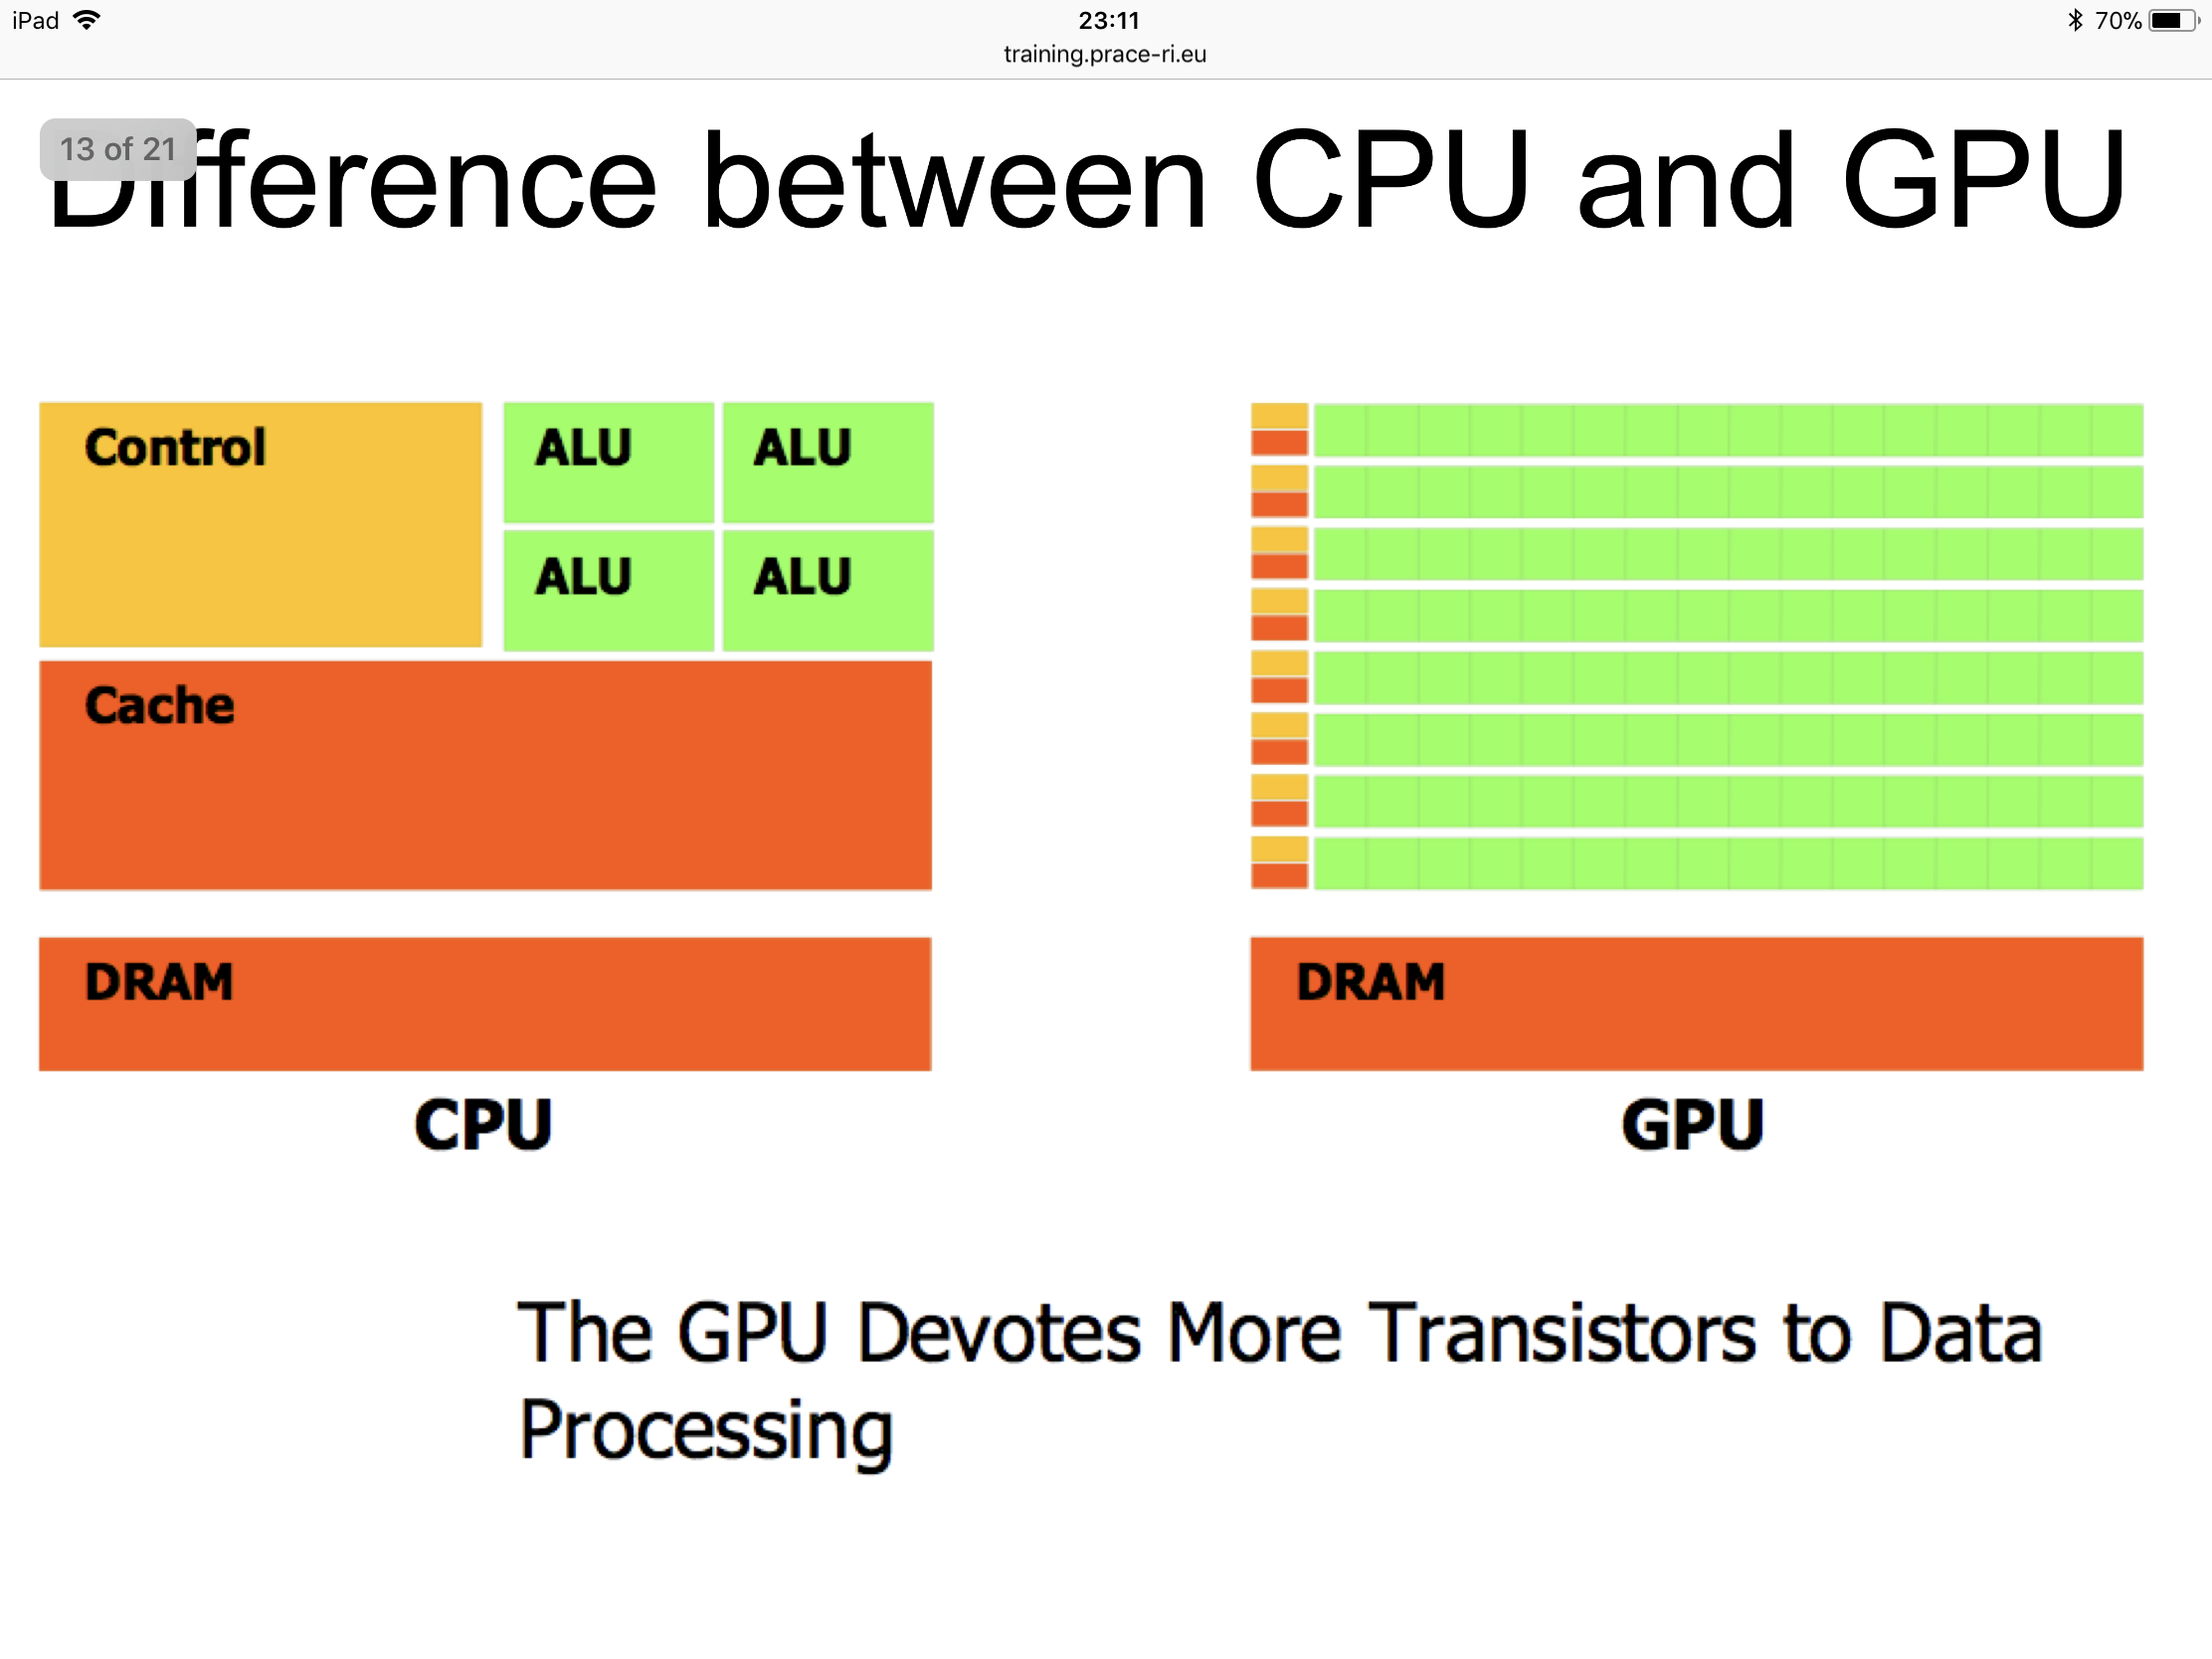 iPad
23:11
70%
training.prace-ri.eu
13 of 21
Difference between CPU and GPU
Control
ALU
ALU
ALU
ALU
Cache
DRAM
CPU
DRAM
GPU
The GPU Devotes More Transistors to Data
Processing